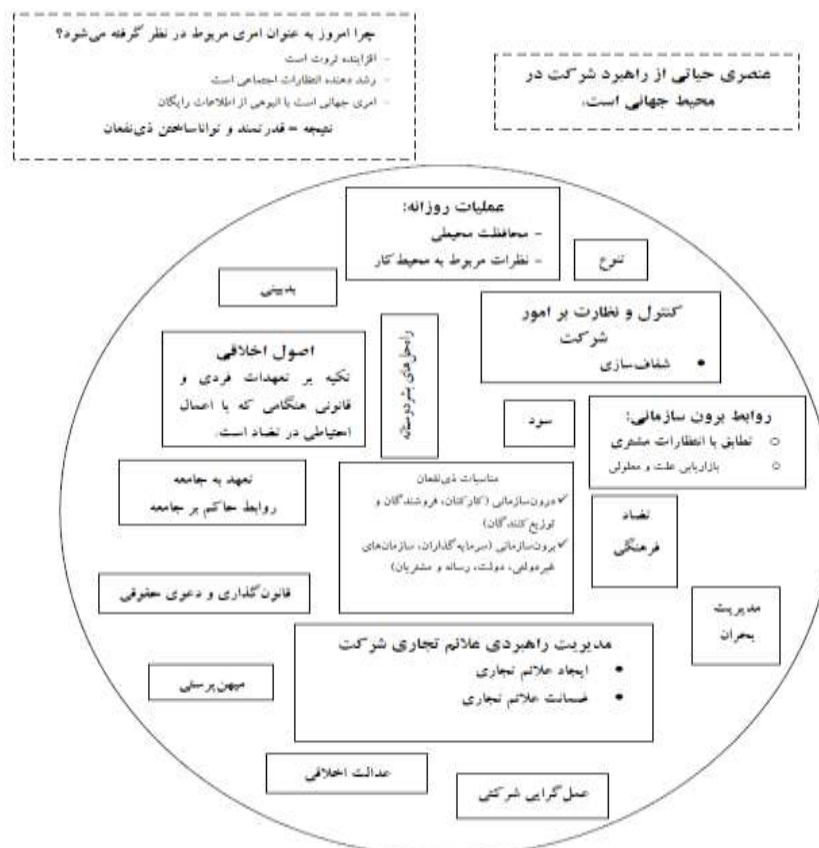 چرا امروز به عنوان امری مربوط در نظر گرفته می‌شود؟
- افزاینده ثروت است
- رشد دهنده انتظارات اجتماعی است
- امری جهانی است با انبوهی از اطلاعات رایگان
نتیجه = قدرتمند و تواناساختن ذی‌نفعان
عنصری حیاتی از راهبرد شرکت در
محیط جهانی است.
عملیات روزانه:
- محافظت محیطی
- نظرات مربوط به محیط کار
تنوع
بدبینی
کنترل و نظارت بر امور
شرکت
• شفاف‌سازی
راه‌حل‌های بشردوستانه
اصول اخلاقی
تکیه بر تعهدات فردی و
قانونی هنگامی که با اعمال
احتیاطی در تضاد است.
سود
روابط برون سازمانی:
○ تطابق با انتظارات مشتری
○ بازاریابی علت و معلولی
تعهد به جامعه
روابط حاکم بر جامعه
مناسبات ذی‌نفعان
✓ درون‌سازمانی (کارکنان، فروشندگان و
توزیع‌کنندگان)
✓ برون‌سازمانی (سرمایه‌گذاران، سازمان‌های
غیردولتی، دولت، رسانه و مشتریان)
تضاد
فرهنگی
قانون‌گذاری و دعوی حقوقی
مدیریت
بحران
مدیریت راهبردی علائم تجاری شرکت
• ایجاد علائم تجاری
• ضمانت علائم تجاری
میهن‌پرستی
عدالت اخلاقی
عمل‌گرایی شرکتی